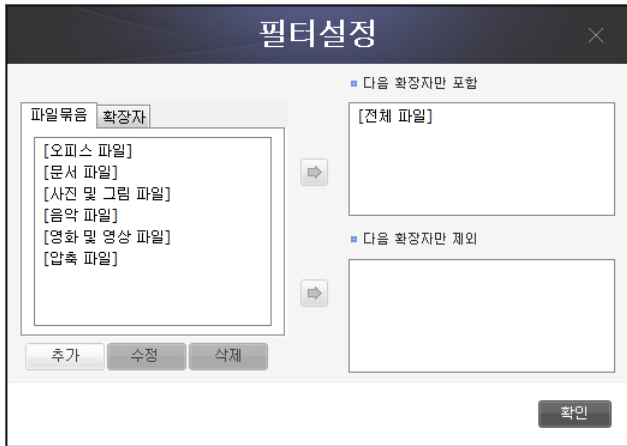 필터설정
파일묶음 확장자
[오피스 파일]
[문서 파일]
[사진 및 그림 파일]
[음악 파일]
[영화 및 영상 파일]
[압축 파일]
추가 수정 삭제
다음 확장자만 포함
[전체 파일]
다음 확장자만 제외
확인